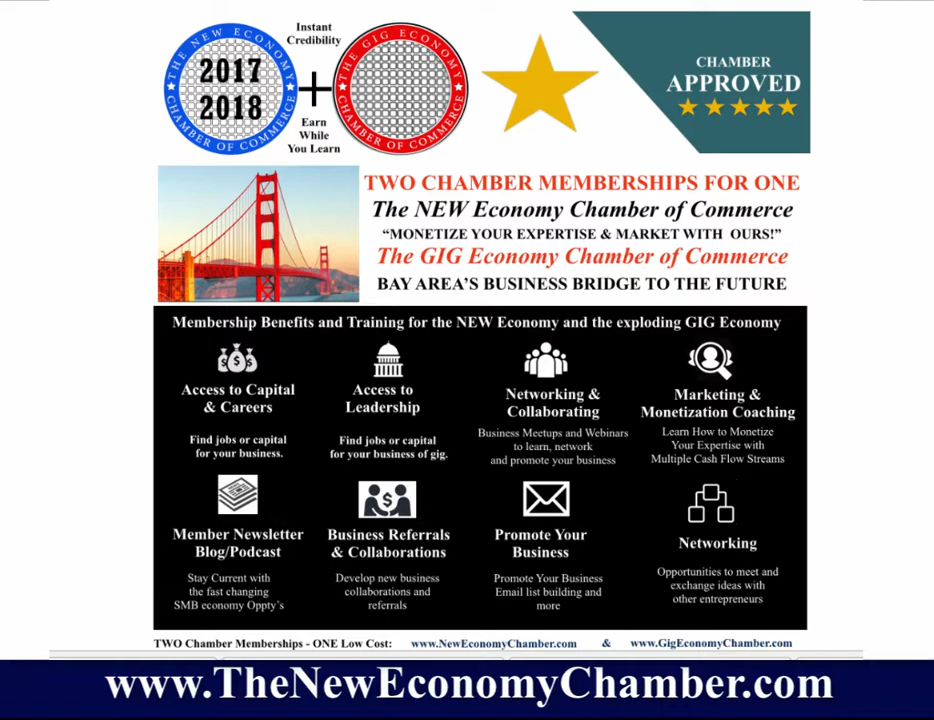 THE NEW ECONOMY
2017
2018
CHAMBER OF COMMERCE
Instant
Credibility
+
Earn
While
You Learn
THE GIG ECONOMY
CHAMBER OF COMMERCE
CHAMBER
APPROVED
TWO CHAMBER MEMBERSHIPS FOR ONE
The NEW Economy Chamber of Commerce
“MONETIZE YOUR EXPERTISE & MARKET WITH OURS!”
The GIG Economy Chamber of Commerce
BAY AREA’S BUSINESS BRIDGE TO THE FUTURE
Membership Benefits and Training for the NEW Economy and the exploding GIG Economy
Access to Capital
& Careers
Find jobs or capital
for your business.
Access to
Leadership
Find jobs or capital
for your business of gig.
Networking &
Collaborating
Business Meetups and Webinars
to learn, network
and promote your business
Marketing &
Monetization Coaching
Learn How to Monetize
Your Expertise with
Multiple Cash Flow Streams
Member Newsletter
Blog/Podcast
Stay Current with
the fast changing
SMB economy Oppty’s
Business Referrals
& Collaborations
Develop new business
collaborations and
referrals
Promote Your
Business
Promote Your Business
Email list building and
more
Networking
Opportunities to meet and
exchange ideas with
other entrepreneurs
TWO Chamber Memberships - ONE Low Cost: www.NewEconomyChamber.com & www.GigEconomyChamber.com
www.TheNewEconomyChamber.com